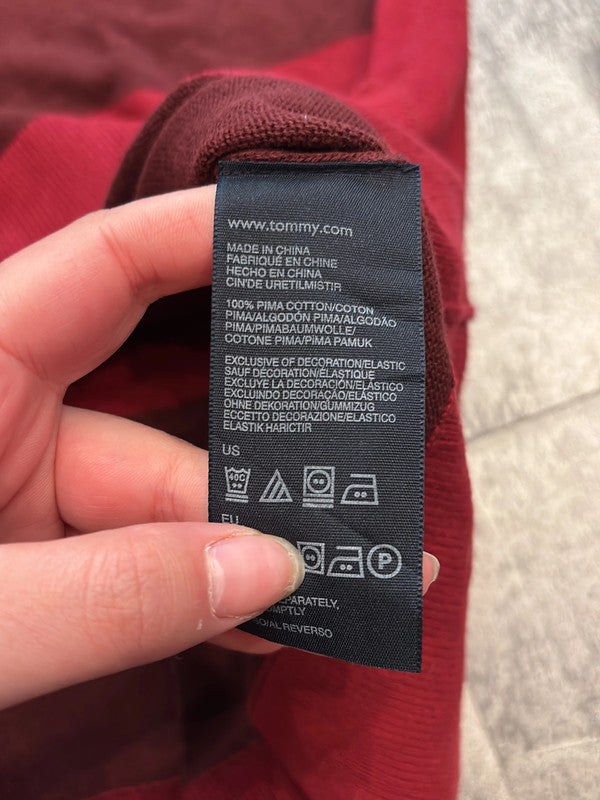 www.tommy.com
MADE IN CHINA
FABRIQUÉ EN CHINE
HECHO EN CHINA
CIN'DE URETILMISTIR
100% PIMA COTTON/COTON
PIMA/ALGODÓN PIMA/ALGODÃO
PIMA/PIMABAUMWOLLE/
COTONE PIMA/PIMA PAMUK
EXCLUSIVE OF DECORATION/ELASTIC
SAUF DÉCORATION/ÉLASTIQUE
EXCLUYE LA DECORACIÓN/ELÁSTICO
EXCLUINDO DECORAÇÃO/ELÁSTICO
OHNE DEKORATION/GUMMIZUG
ECCETTO DECORAZIONE/ELASTICO
ELASTIK HARICTIR
US
40C
EU
P